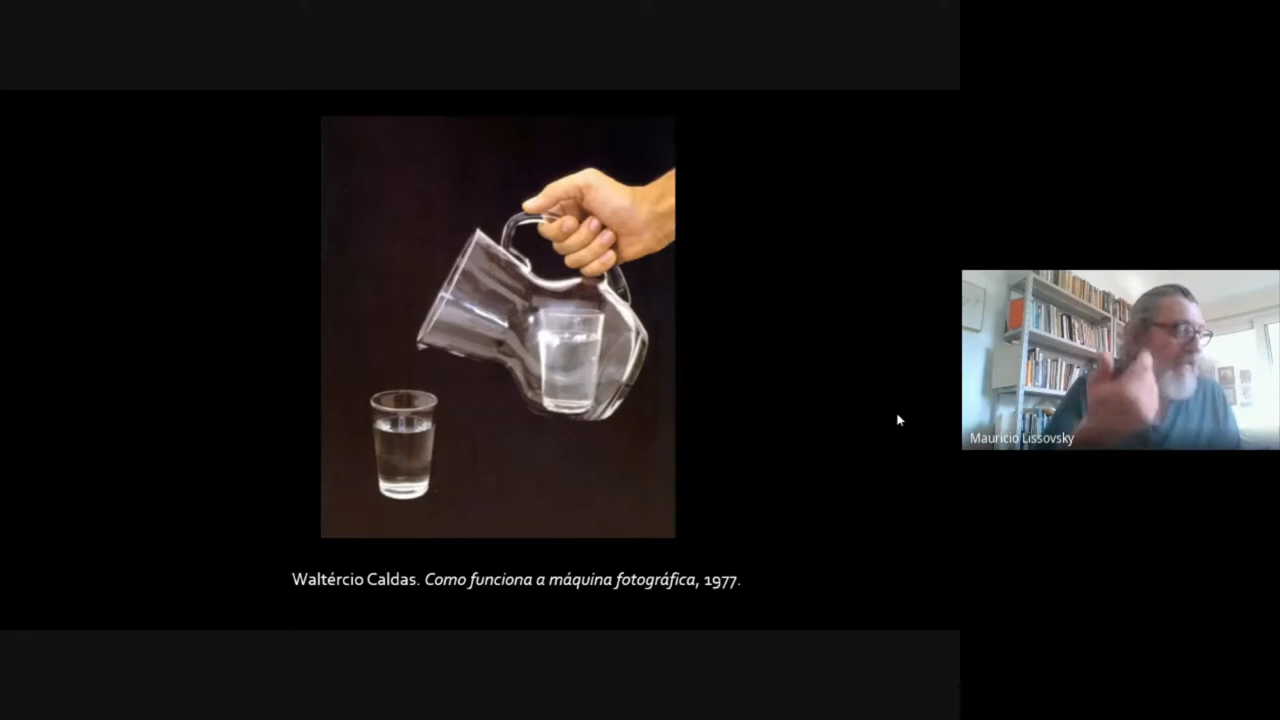 Waltércio Caldas. Como funciona a máquina fotográfica, 1977.
Mauricio Lissovsky